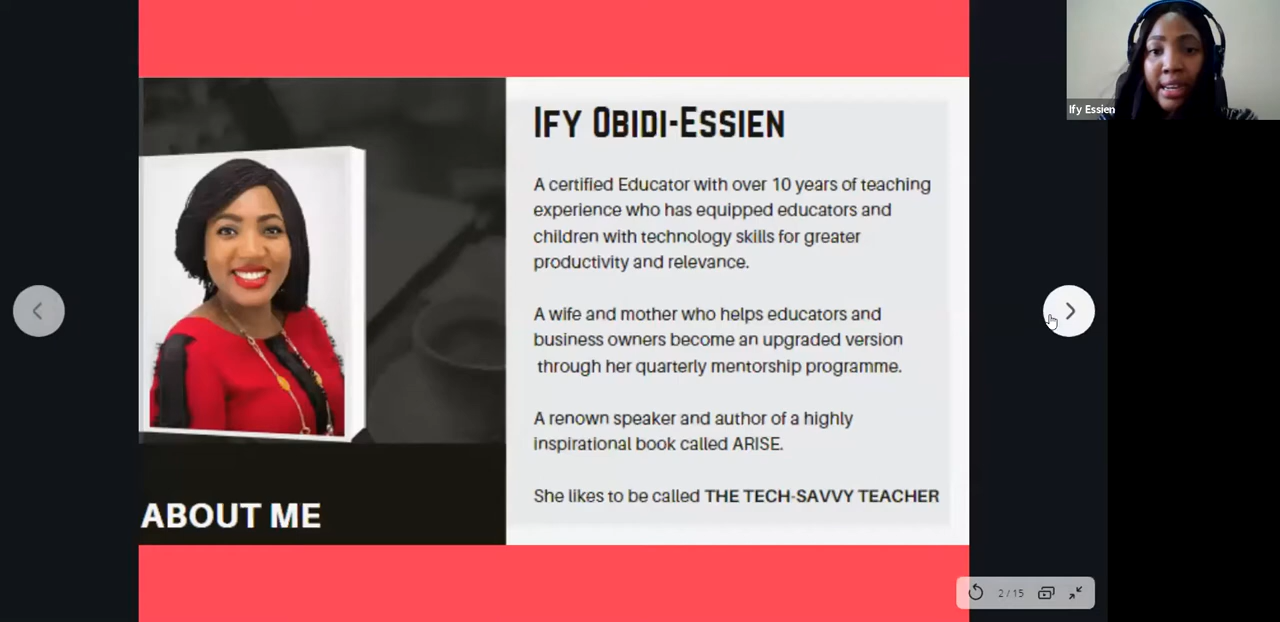 IFY OBIDI-ESSIEN
A certified Educator with over 10 years of teaching
experience who has equipped educators and
children with technology skills for greater
productivity and relevance.
A wife and mother who helps educators and
business owners become an upgraded version
through her quarterly mentorship programme.
A renown speaker and author of a highly
inspirational book called ARISE.
She likes to be called THE TECH-SAVVY TEACHER
ABOUT ME
Ify Essien
2 / 15